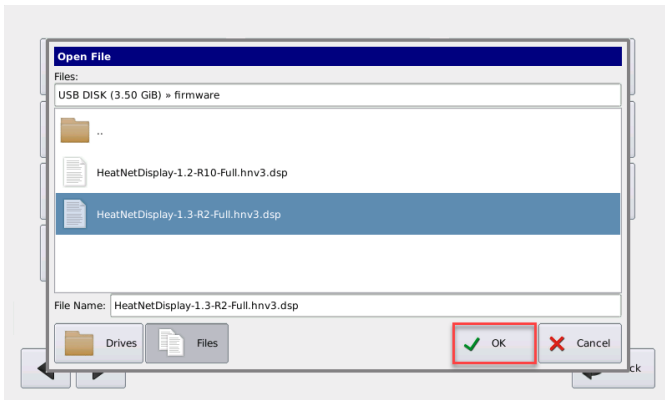 Open File
Files:
USB DISK (3.50 GiB) » firmware
..
HeatNetDisplay-1.2-R10-Full.hnv3.dsp
HeatNetDisplay-1.3-R2-Full.hnv3.dsp
File Name: HeatNetDisplay-1.3-R2-Full.hnv3.dsp
Drives Files OK Cancel
ck